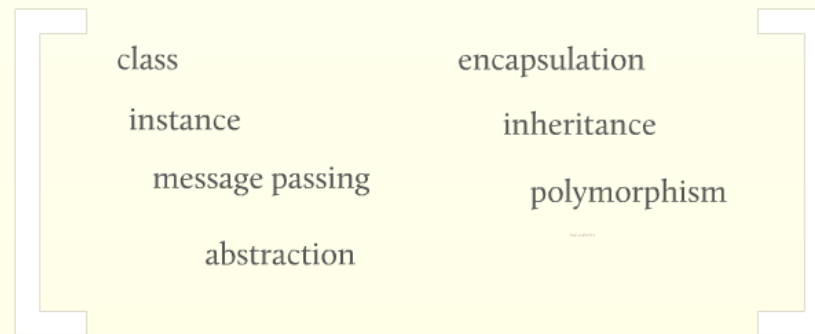 class
instance
message passing
abstraction
encapsulation
inheritance
polymorphism